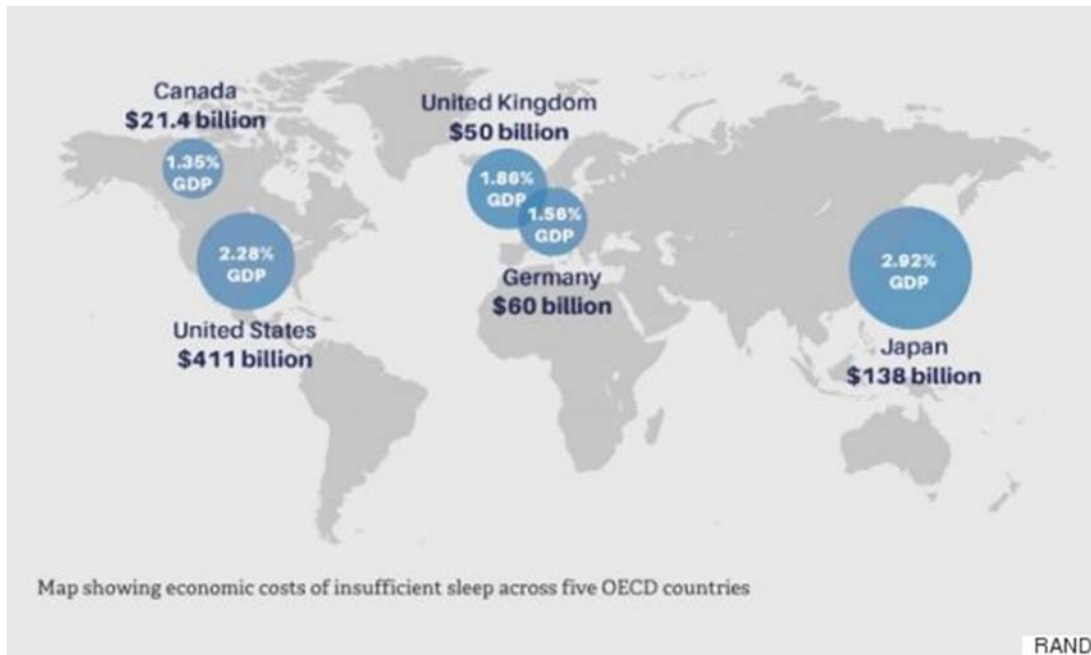 Canada
$21.4 billion
1.35%
GDP
United Kingdom
$50 billion
1.86%
GDP
1.56%
GDP
Germany
$60 billion
2.28%
GDP
United States
$411 billion
2.92%
GDP
Japan
$138 billion
Map showing economic costs of insufficient sleep across five OECD countries
RAND